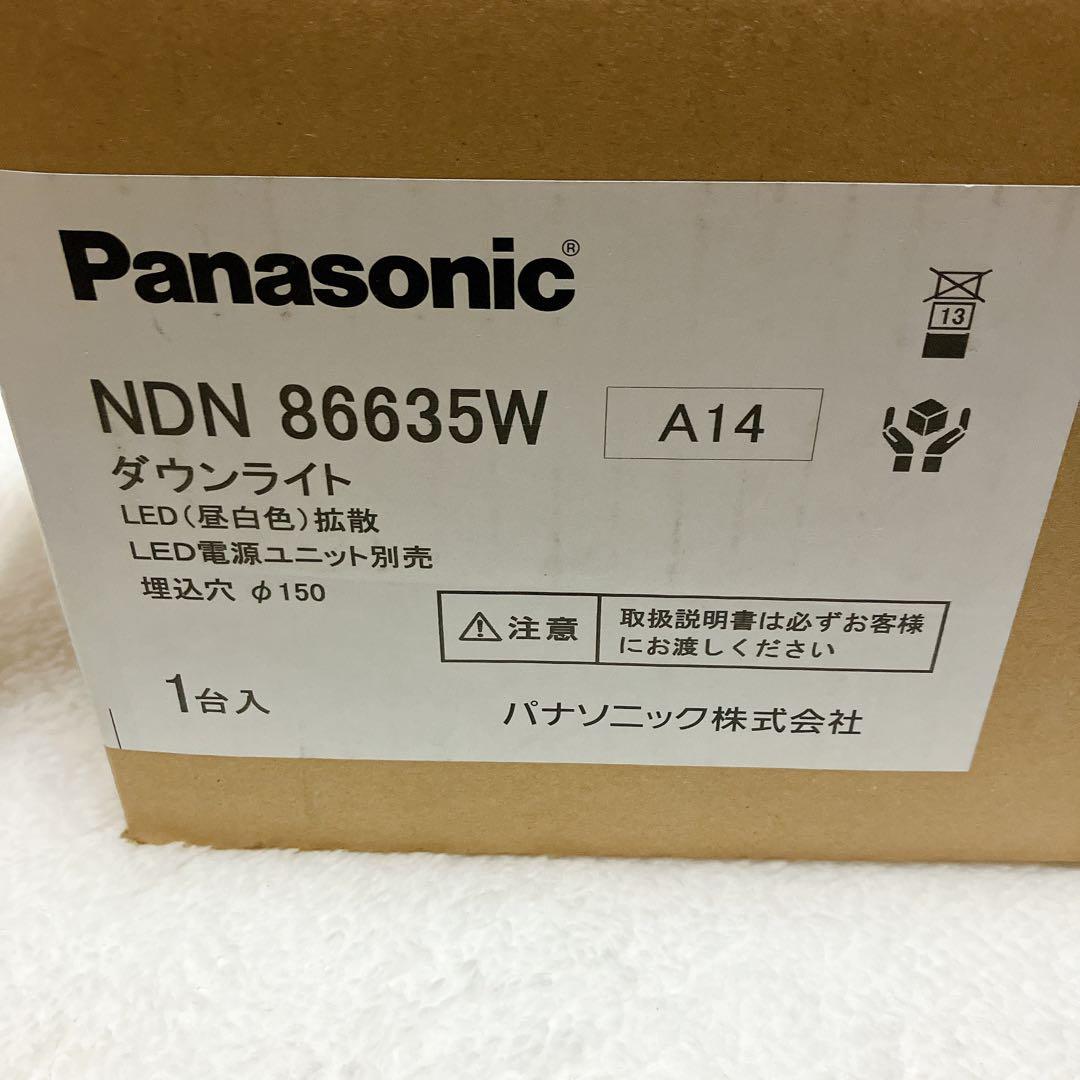 Panasonic®
13
NDN 86635W
A14
ダウンライト
LED(昼白色)拡散
LED電源ユニット別売
埋込穴 φ150
注意
取扱説明書は必ずお客様
にお渡しください
1台入
パナソニック株式会社